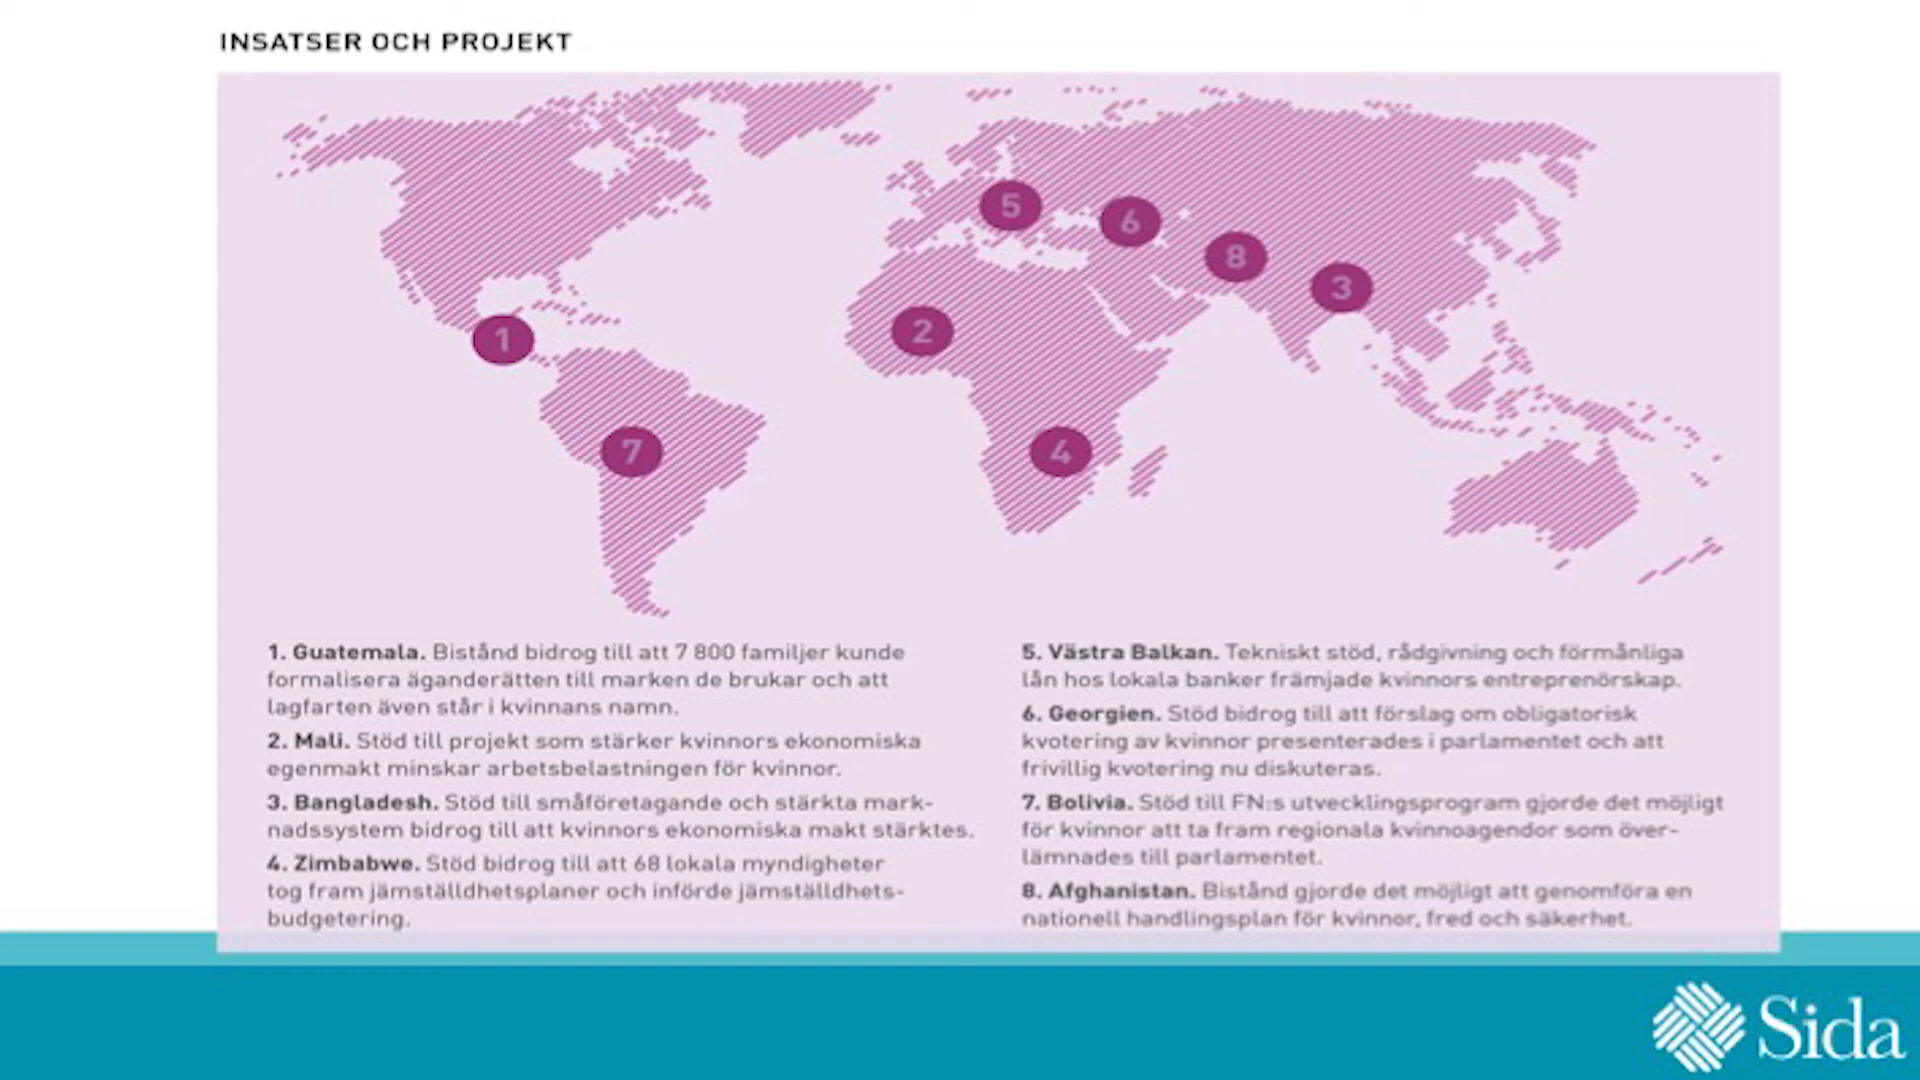 INSATSER OCH PROJEKT
5
6
8
3
2
1
7
4
1. Guatemala. Bistånd bidrog till att 7 800 familjer kunde
formalisera äganderätten till marken de brukar och att
lagfarten även står i kvinnans namn.
2. Mali. Stöd till projekt som stärker kvinnors ekonomiska
egenmakt minskar arbetsbelastningen för kvinnor.
3. Bangladesh. Stöd till småföretagande och stärkta mark-
nadssystem bidrog till att kvinnors ekonomiska makt stärktes.
4. Zimbabwe. Stöd bidrog till att 68 lokala myndigheter
tog fram jämställdhetsplaner och införde jämställdhets-
budgetering.
5. Västra Balkan. Tekniskt stöd, rådgivning och förmånliga
lån hos lokala banker främjade kvinnors entreprenörskap.
6. Georgien. Stöd bidrog till att förslag om obligatorisk
kvotering av kvinnor presenterades i parlamentet och att
frivillig kvotering nu diskuteras.
7. Bolivia. Stöd till FN:s utvecklingsprogram gjorde det möjligt
för kvinnor att ta fram regionala kvinnoagendor som över-
lämnades till parlamentet.
8. Afghanistan. Bistånd gjorde det möjligt att genomföra en
nationell handlingsplan för kvinnor, fred och säkerhet.
Sida